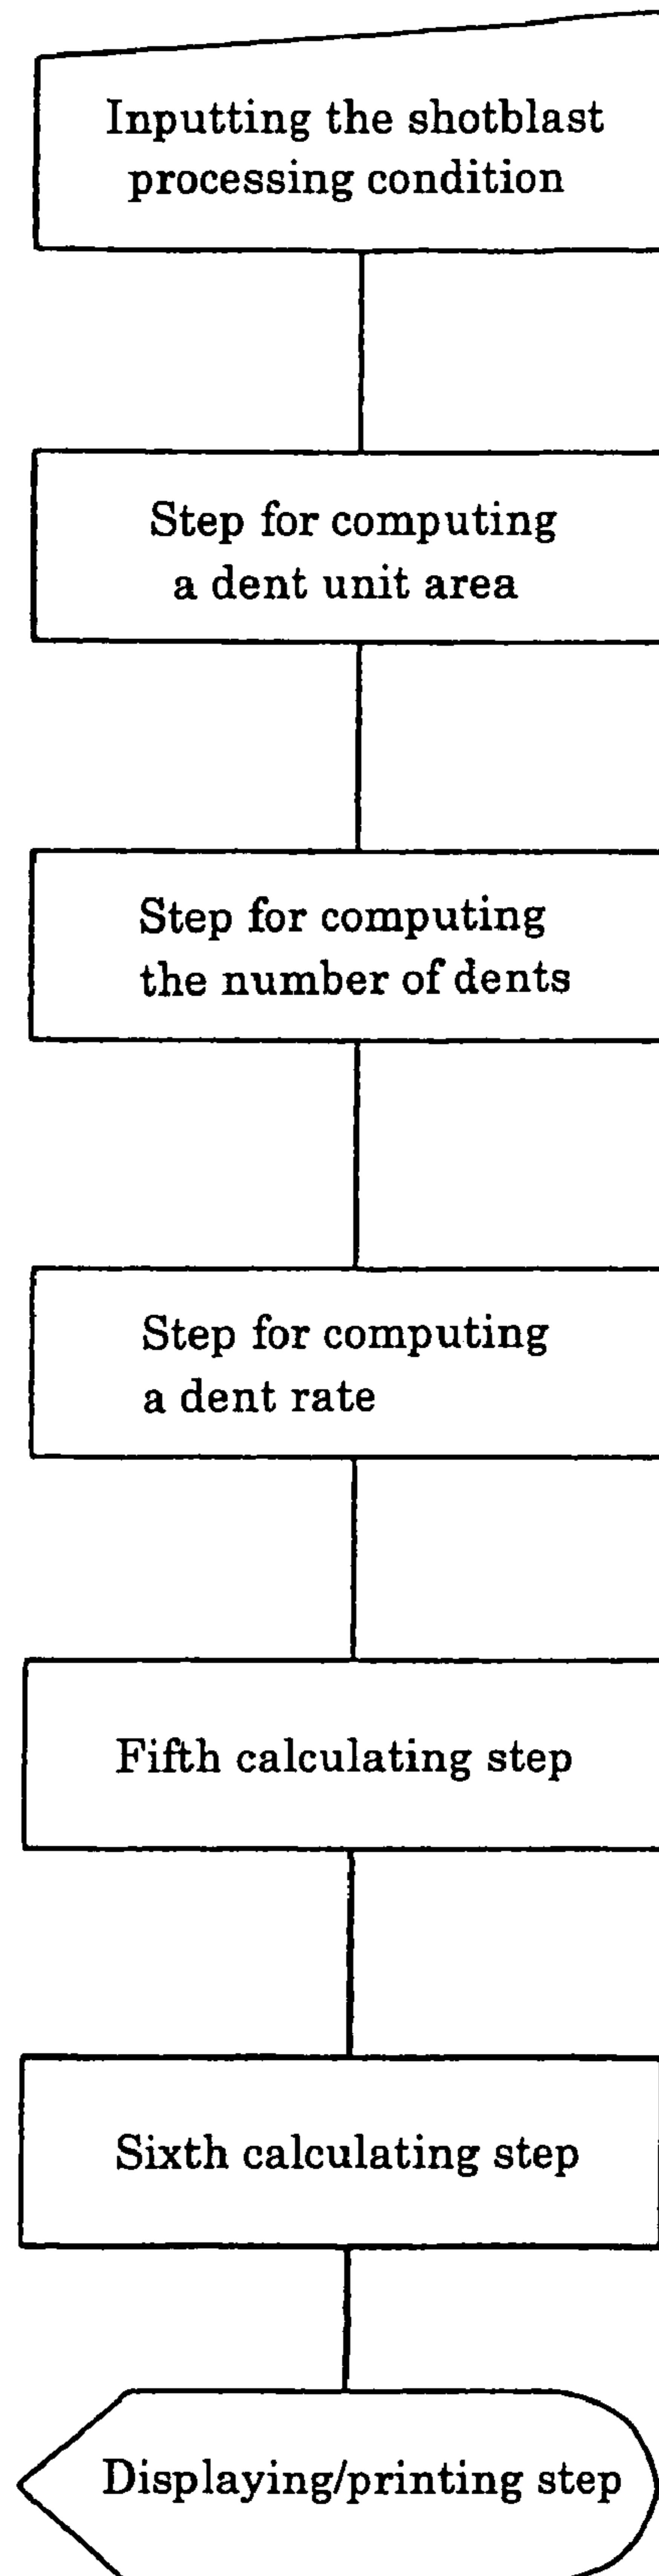 Inputting the shotblast
processing condition
Step for computing
a dent unit area
Step for computing
the number of dents
Step for computing
a dent rate
Fifth calculating step
Sixth calculating step
Displaying/printing step